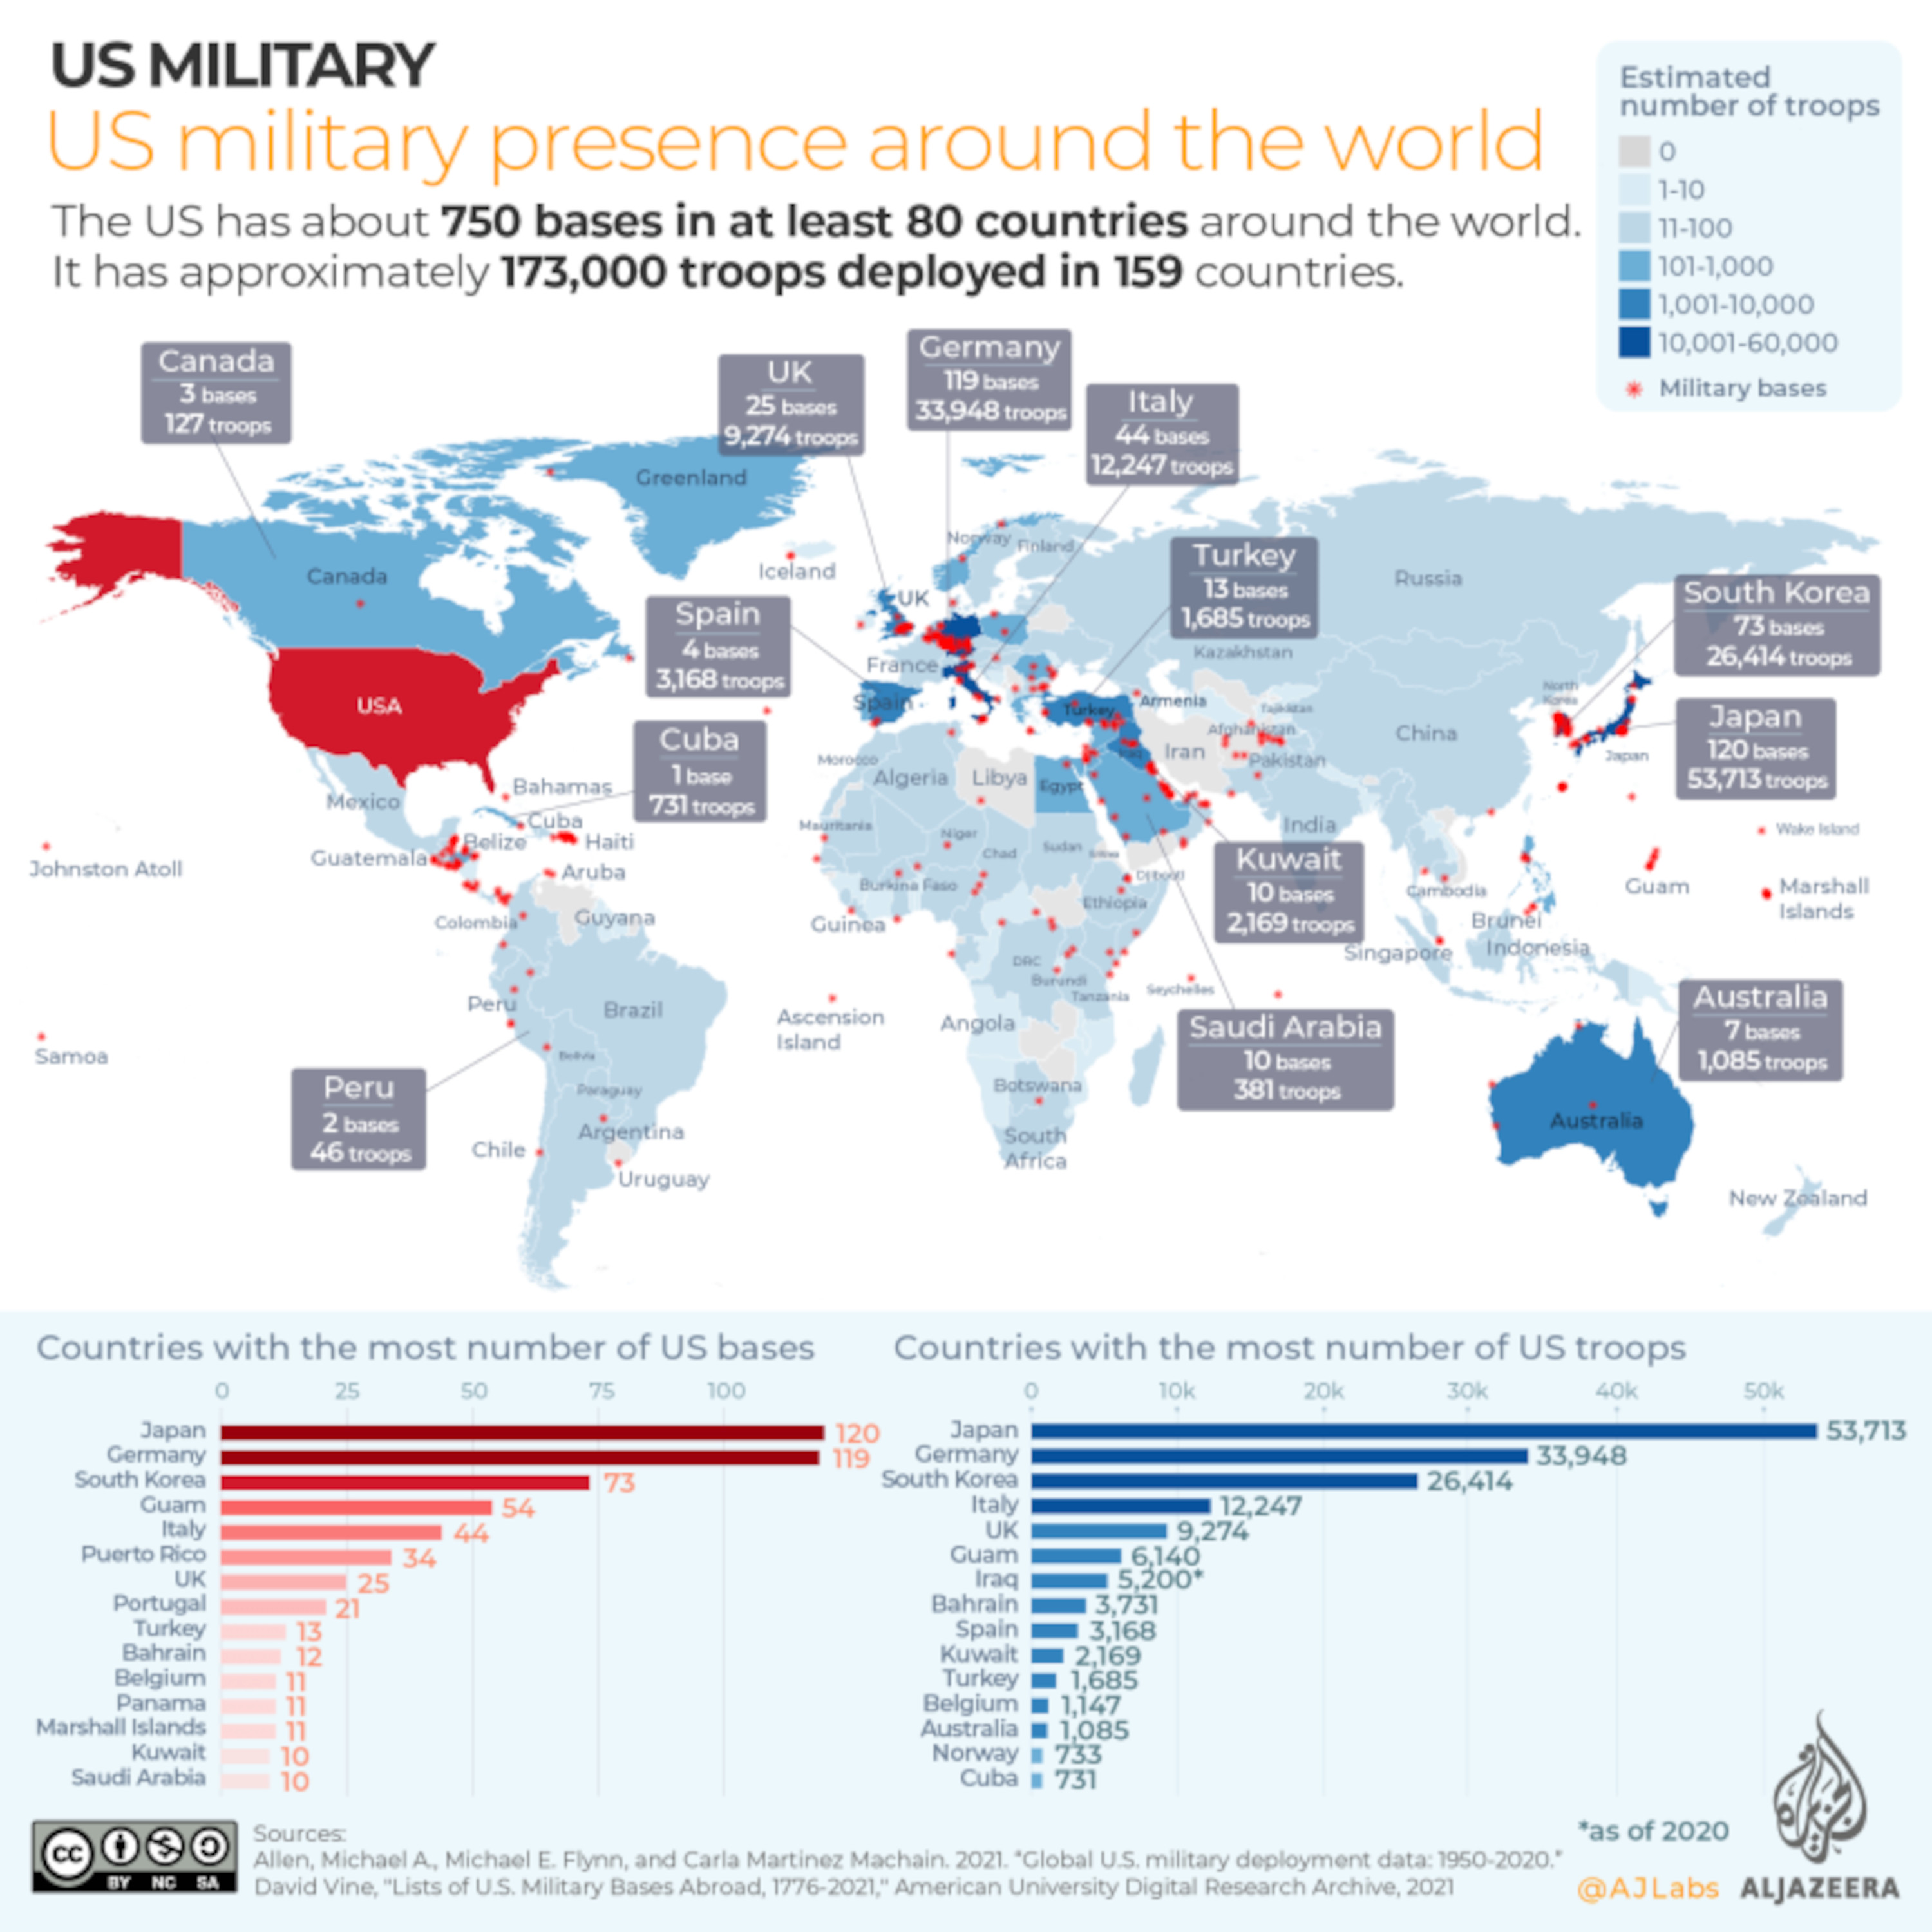 US MILITARY
US military presence around the world
The US has about 750 bases in at least 80 countries around the world.
It has approximately 173,000 troops deployed in 159 countries.
Estimated
number of troops
0
1-10
11-100
101-1,000
1,001-10,000
10,001-60,000
Military bases
Canada
3 bases
127 troops
UK
25 bases
9,274 troops
Germany
119 bases
33,948 troops
Italy
44 bases
12,247 troops
Turkey
13 bases
1,685 troops
South Korea
73 bases
26,414 troops
Spain
4 bases
3,168 troops
Japan
120 bases
53,713 troops
Cuba
1 base
731 troops
Kuwait
10 bases
2,169 troops
Saudi Arabia
10 bases
381 troops
Australia
7 bases
1,085 troops
Peru
2 bases
46 troops
Greenland
Canada
USA
Iceland
Norway
Finland
Russia
UK
France
Spain
Kazakhstan
Turkey
Armenia
Tajikistan
Afghanistan
North
Korea
China
Japan
Iran
Iraq
Pakistan
Morocco
Algeria
Libya
Egypt
Bahamas
Mexico
Cuba
Belize
Haiti
Guatemala
Aruba
Johnston Atoll
Mauritania
Niger
Chad
Sudan
Eritrea
Djibouti
India
Wake Island
Burkina Faso
Ethiopia
Cambodia
Guam
Marshall
Islands
Colombia
Guyana
Guinea
Brunei
Singapore
Indonesia
DRC
Burundi
Tanzania
Seychelles
Peru
Brazil
Ascension
Island
Angola
Samoa
Bolivia
Paraguay
Botswana
Australia
Argentina
Chile
South
Africa
Uruguay
New Zealand
Countries with the most number of US bases
0 25 50 75 100
Japan 120
Germany 119
South Korea 73
Guam 54
Italy 44
Puerto Rico 34
UK 25
Portugal 21
Turkey 13
Bahrain 12
Belgium 11
Panama 11
Marshall Islands 11
Kuwait 10
Saudi Arabia 10
Countries with the most number of US troops
0 10k 20k 30k 40k 50k
Japan 53,713
Germany 33,948
South Korea 26,414
Italy 12,247
UK 9,274
Guam 6,140
Iraq 5,200*
Bahrain 3,731
Spain 3,168
Kuwait 2,169
Turkey 1,685
Belgium 1,147
Australia 1,085
Norway 733
Cuba 731
*as of 2020
cc
BY NC SA
Sources:
Allen, Michael A., Michael E. Flynn, and Carla Martinez Machain. 2021. "Global U.S. military deployment data: 1950-2020."
David Vine, "Lists of U.S. Military Bases Abroad, 1776-2021," American University Digital Research Archive, 2021
@AJLabs
ALJAZEERA